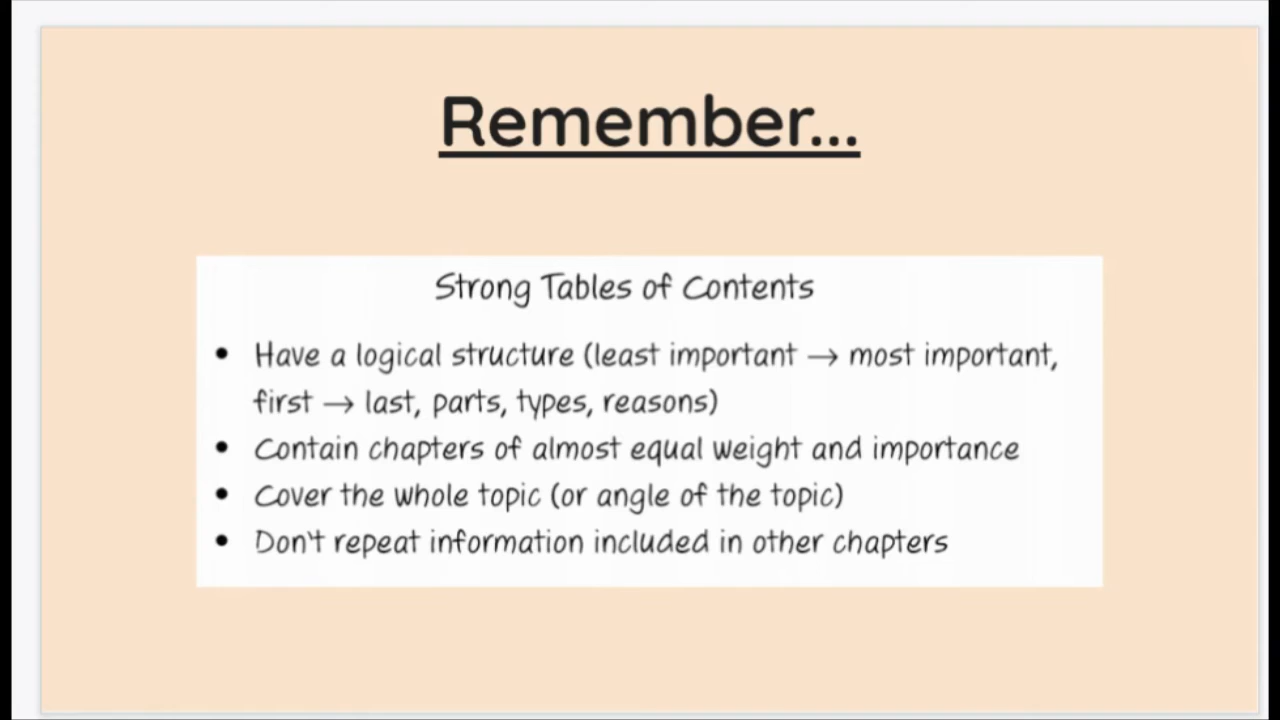 Remember...
Strong Tables of Contents
• Have a logical structure (least important → most important,
first → last, parts, types, reasons)
• Contain chapters of almost equal weight and importance
• Cover the whole topic (or angle of the topic)
• Don't repeat information included in other chapters